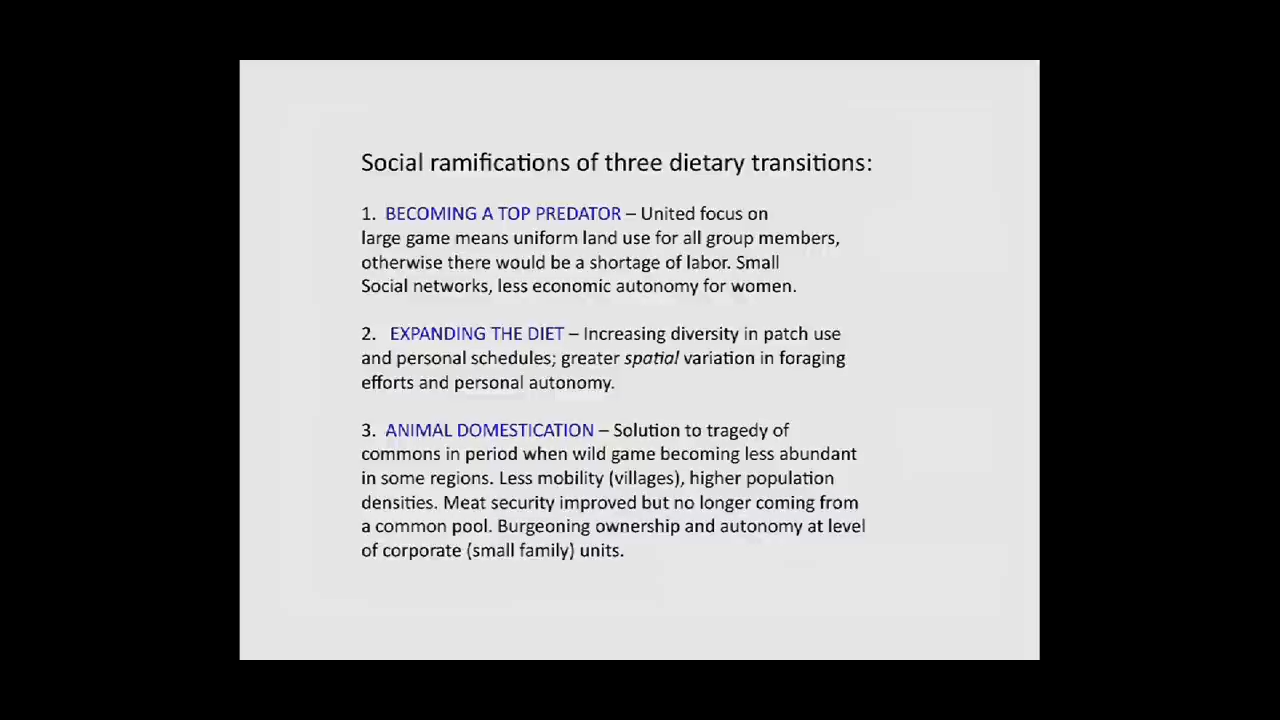 Social ramifications of three dietary transitions:
1. BECOMING A TOP PREDATOR – United focus on
large game means uniform land use for all group members,
otherwise there would be a shortage of labor. Small
Social networks, less economic autonomy for women.
2. EXPANDING THE DIET – Increasing diversity in patch use
and personal schedules; greater spatial variation in foraging
efforts and personal autonomy.
3. ANIMAL DOMESTICATION – Solution to tragedy of
commons in period when wild game becoming less abundant
in some regions. Less mobility (villages), higher population
densities. Meat security improved but no longer coming from
a common pool. Burgeoning ownership and autonomy at level
of corporate (small family) units.